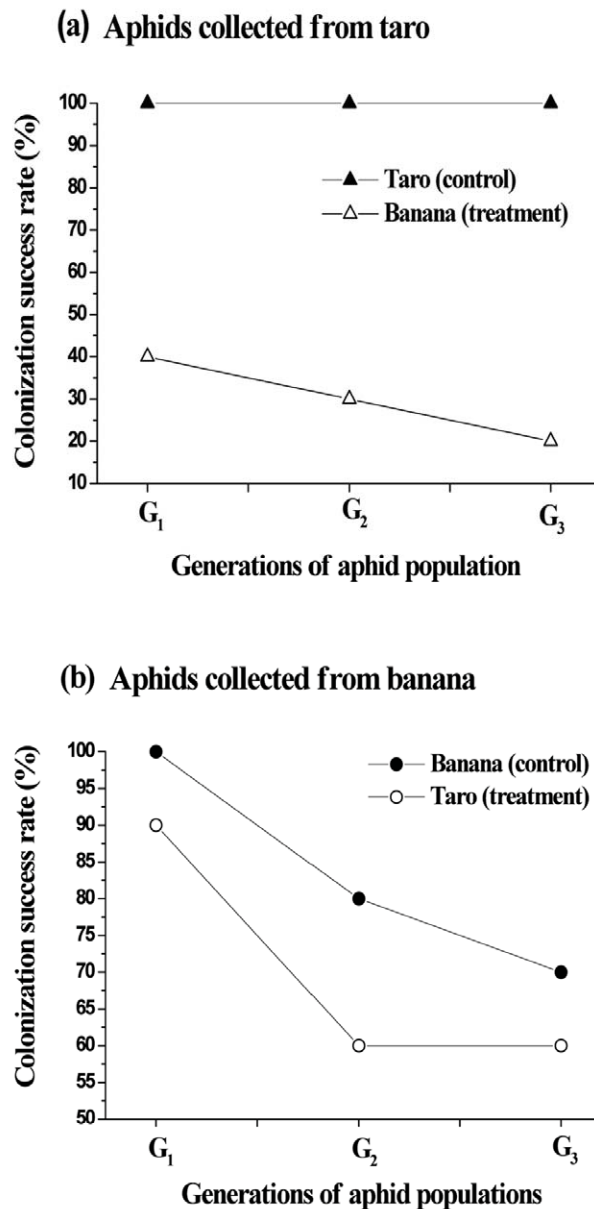 (a) Aphids collected from taro
Colonization success rate (%)
100
90
80
70
60
50
40
30
20
10
Taro (control)
Banana (treatment)
G₁ G₂ G₃
Generations of aphid population
(b) Aphids collected from banana
Colonization success rate (%)
100
95
90
85
80
75
70
65
60
55
50
Banana (control)
Taro (treatment)
G₁ G₂ G₃
Generations of aphid populations